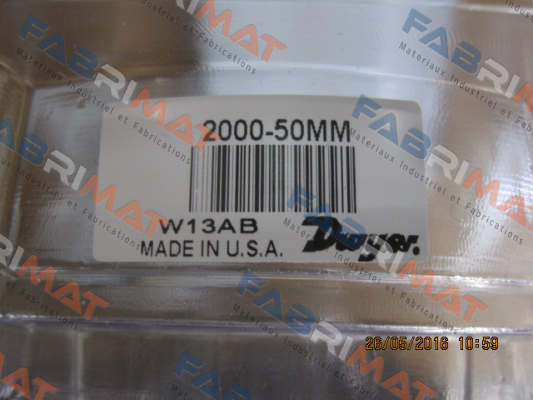 2000-50MM
W13AB
MADE IN U.S.A.
Dwyer.
26/05/2016 10:59
FABRIMAT
Materiaux Industriel et Fabrications